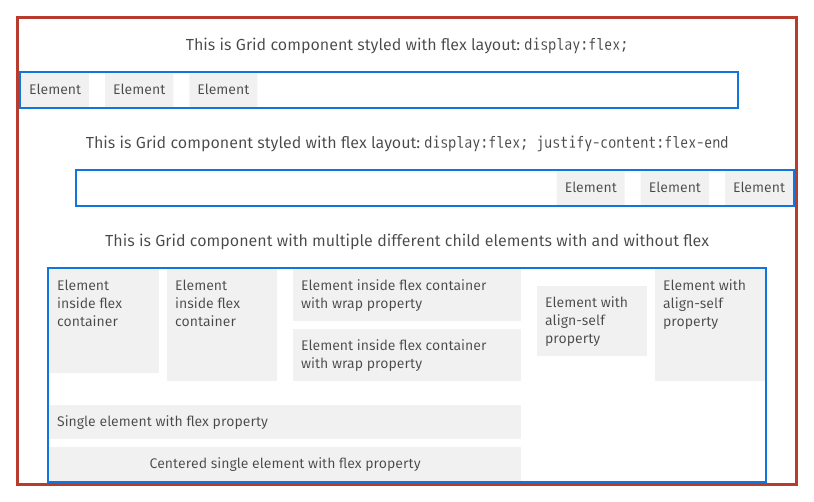 This is Grid component styled with flex layout: display:flex;
Element Element Element
This is Grid component styled with flex layout: display:flex; justify-content:flex-end
Element Element Element
This is Grid component with multiple different child elements with and without flex
Element
inside flex
container
Element
inside flex
container
Element inside flex container
with wrap property
Element inside flex container
with wrap property
Element with
align-self
property
Element with
align-self
property
Single element with flex property
Centered single element with flex property